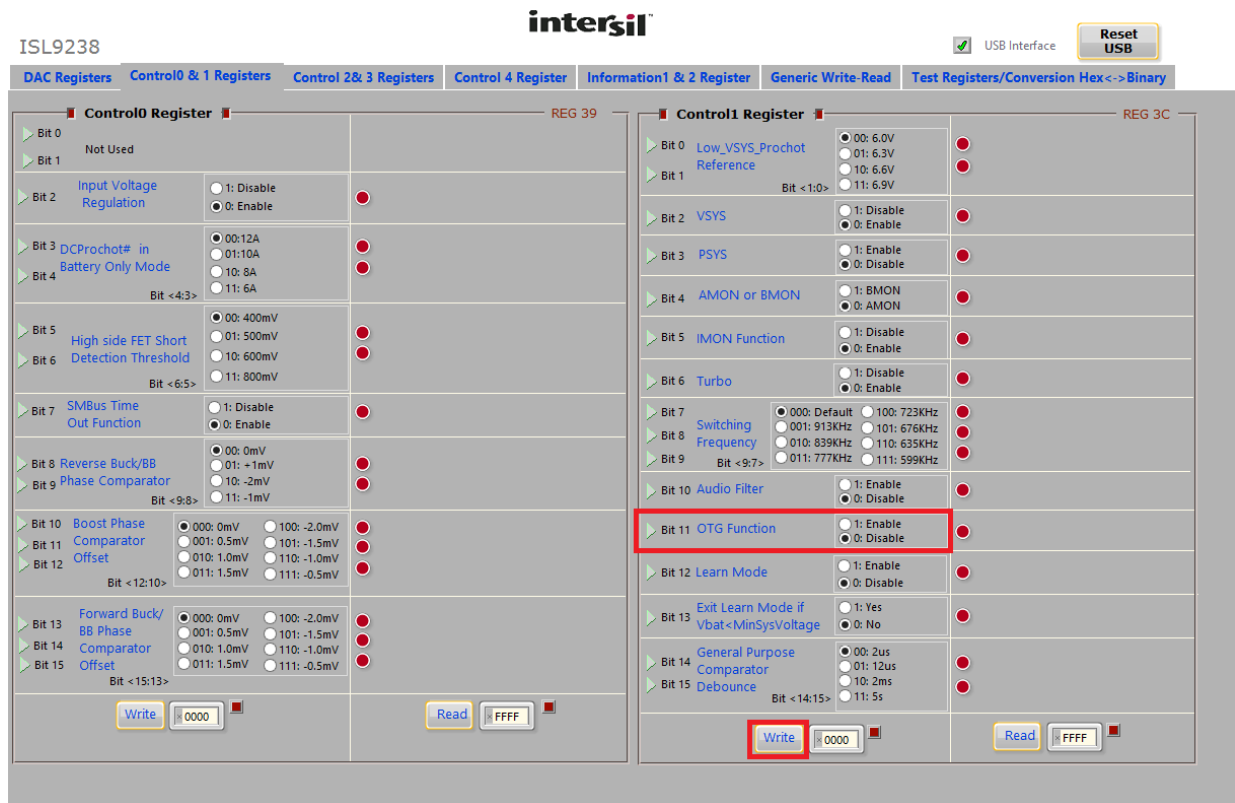 intersil™
ISL9238
USB Interface
Reset USB
DAC Registers Control0 & 1 Registers Control 2& 3 Registers Control 4 Register Information1 & 2 Register Generic Write-Read Test Registers/Conversion Hex<->Binary
Control0 Register REG 39
Bit 0
Not Used
Bit 1
Bit 2 Input Voltage Regulation
1: Disable
0: Enable
Bit 3 DCProchot# in
Bit 4 Battery Only Mode
Bit <4:3>
00:12A
01:10A
10: 8A
11: 6A
Bit 5
High side FET Short
Bit 6 Detection Threshold
Bit <6:5>
00: 400mV
01: 500mV
10: 600mV
11: 800mV
Bit 7 SMBus Time
Out Function
1: Disable
0: Enable
Bit 8 Reverse Buck/BB
Bit 9 Phase Comparator
Bit <9:8>
00: 0mV
01: +1mV
10: -2mV
11: -1mV
Bit 10 Boost Phase
Bit 11 Comparator
Bit 12 Offset
Bit <12:10>
000: 0mV 100: -2.0mV
001: 0.5mV 101: -1.5mV
010: 1.0mV 110: -1.0mV
011: 1.5mV 111: -0.5mV
Forward Buck/
Bit 13 BB Phase
Bit 14 Comparator
Bit 15 Offset
Bit <15:13>
000: 0mV 100: -2.0mV
001: 0.5mV 101: -1.5mV
010: 1.0mV 110: -1.0mV
011: 1.5mV 111: -0.5mV
Write ×0000
Read ×FFFF
Control1 Register REG 3C
Bit 0 Low_VSYS_Prochot
Reference
Bit 1
Bit <1:0>
00: 6.0V
01: 6.3V
10: 6.6V
11: 6.9V
Bit 2 VSYS
1: Disable
0: Enable
Bit 3 PSYS
1: Enable
0: Disable
Bit 4 AMON or BMON
1: BMON
0: AMON
Bit 5 IMON Function
1: Disable
0: Enable
Bit 6 Turbo
1: Disable
0: Enable
Bit 7
Bit 8 Switching
Frequency
Bit 9
Bit <9:7>
000: Default 100: 723KHz
001: 913KHz 101: 676KHz
010: 839KHz 110: 635KHz
011: 777KHz 111: 599KHz
Bit 10 Audio Filter
1: Enable
0: Disable
Bit 11 OTG Function
1: Enable
0: Disable
Bit 12 Learn Mode
1: Enable
0: Disable
Bit 13 Exit Learn Mode if
Vbat<MinSysVoltage
1: Yes
0: No
General Purpose
Bit 14 Comparator
Bit 15 Debounce
Bit <14:15>
00: 2us
01: 12us
10: 2ms
11: 5s
Write ×0000
Read ×FFFF